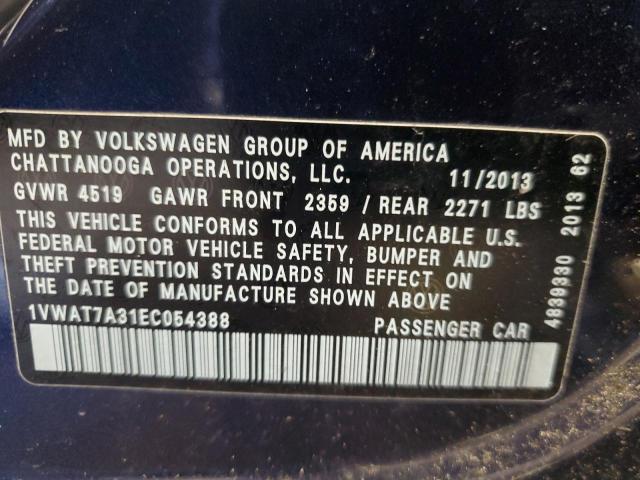 MFD BY VOLKSWAGEN GROUP OF AMERICA
CHATTANOOGA OPERATIONS, LLC. 11/2013
GVWR 4519 GAWR FRONT 2359 / REAR 2271 LBS
THIS VEHICLE CONFORMS TO ALL APPLICABLE U.S.
FEDERAL MOTOR VEHICLE SAFETY, BUMPER AND
THEFT PREVENTION STANDARDS IN EFFECT ON
THE DATE OF MANUFACTURE SHOWN ABOVE
1VWAT7A31EC054388 PASSENGER CAR
4839330 2013 62